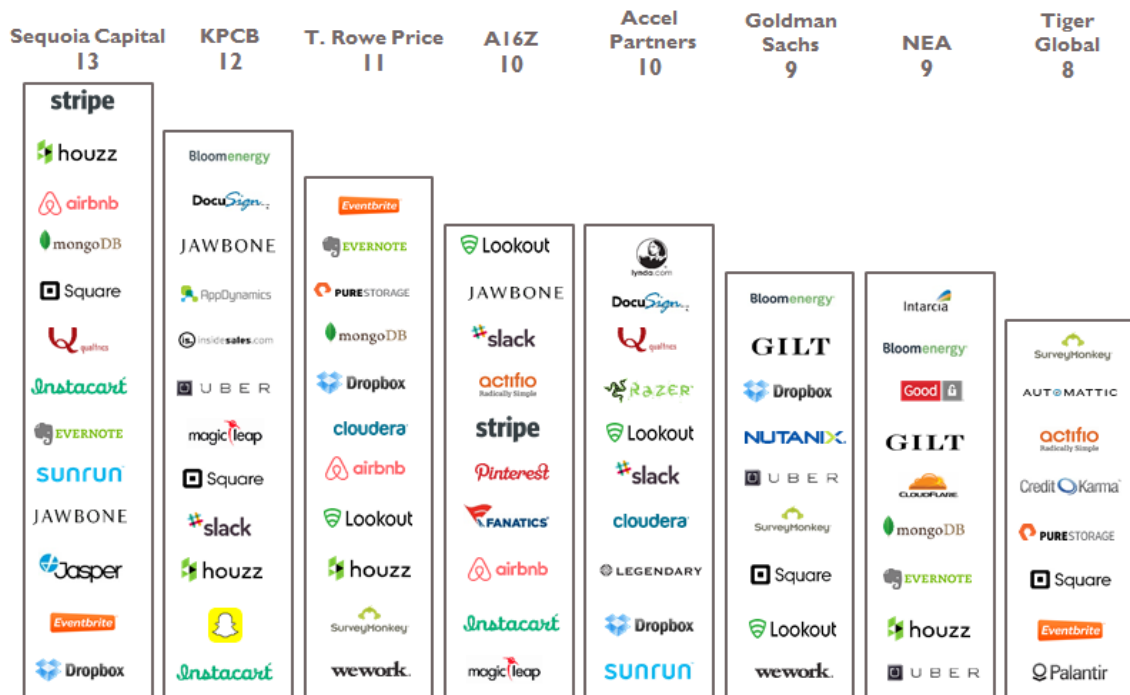 Sequoia Capital
13
stripe
houzz
airbnb
mongoDB
Square
Q qualtrics
Instacart
EVERNOTE
sunrun
JAWBONE
Jasper
Eventbrite
Dropbox
KPCB
12
Bloomenergy
DocuSign
JAWBONE
AppDynamics
is. insidesales.com
UBER
magic leap
Square
slack
houzz
Instacart
T. Rowe Price
11
Eventbrite
EVERNOTE
PURESTORAGE
mongoDB
Dropbox
cloudera
airbnb
Lookout
houzz
SurveyMonkey
wework.
A16Z
10
Lookout
JAWBONE
slack
actifio
Radically Simple
stripe
Pinterest
FANATICS
airbnb
Instacart
magic leap
Accel
Partners
10
lynda.com
DocuSign
Q qualtrics
RAZER
Lookout
slack
cloudera
LEGENDARY
Dropbox
sunrun
Goldman
Sachs
9
Bloomenergy
GILT
Dropbox
NUTANIX.
UBER
SurveyMonkey
Square
Lookout
wework.
NEA
9
Intarcia
Bloomenergy
Good
GILT
CLOUDFLARE
mongoDB
EVERNOTE
houzz
UBER
Tiger
Global
8
SurveyMonkey
AUTOMATTIC
actifio
Radically Simple
Credit Karma
PURESTORAGE
Square
Eventbrite
Palantir